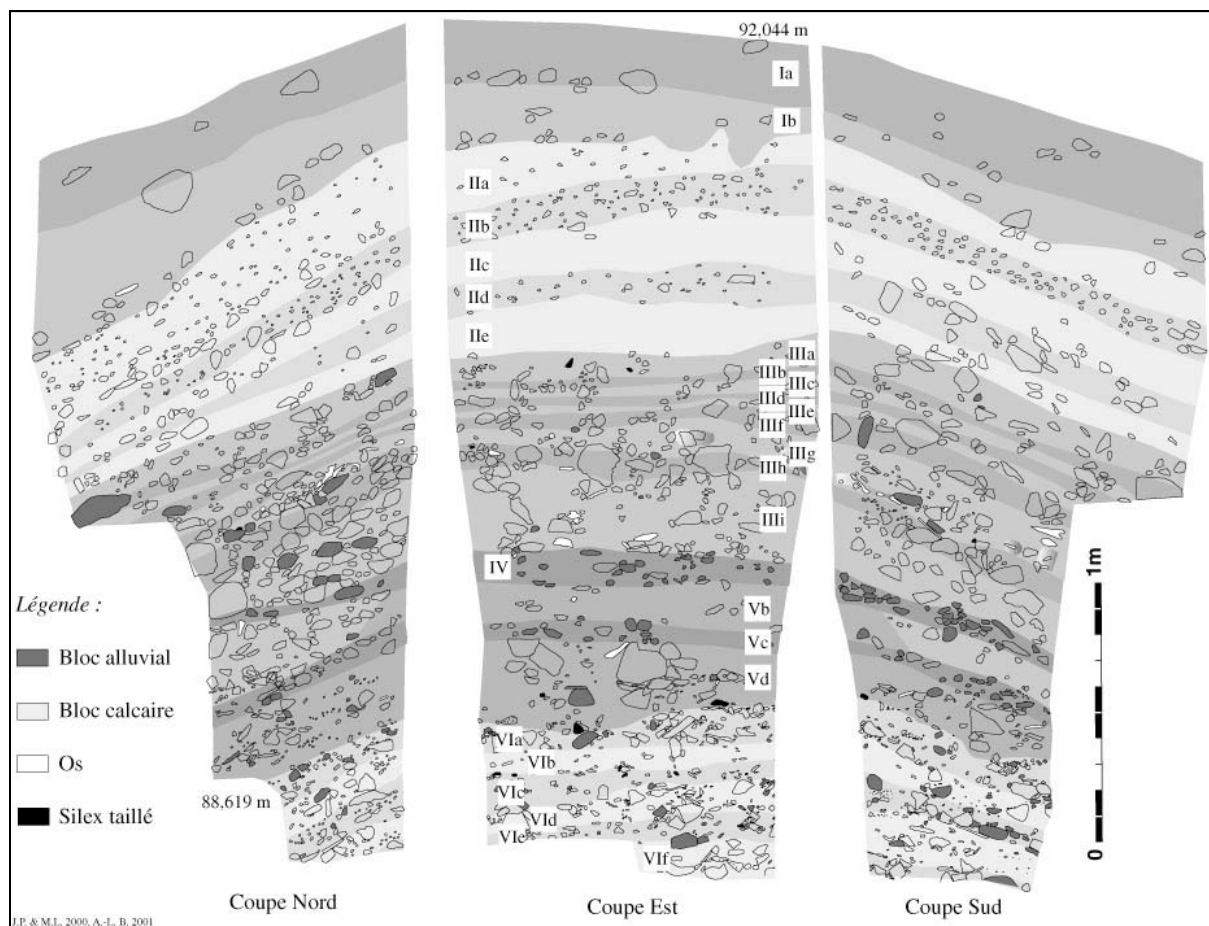 92,044 m
Ia
Ib
IIa
IIb
IIc
IId
IIe
IIIa
IIIb
IIIc
IIId
IIIe
IIIf
IIIg
IIIh
IIIi
IV
Vb
Vc
Vd
VIa
VIb
VIc
VId
VIe
VIf
Légende :
Bloc alluvial
Bloc calcaire
Os
Silex taillé
88,619 m
1m
0
Coupe Nord
Coupe Est
Coupe Sud
J.P. & M.L. 2000, A.-L. B. 2001